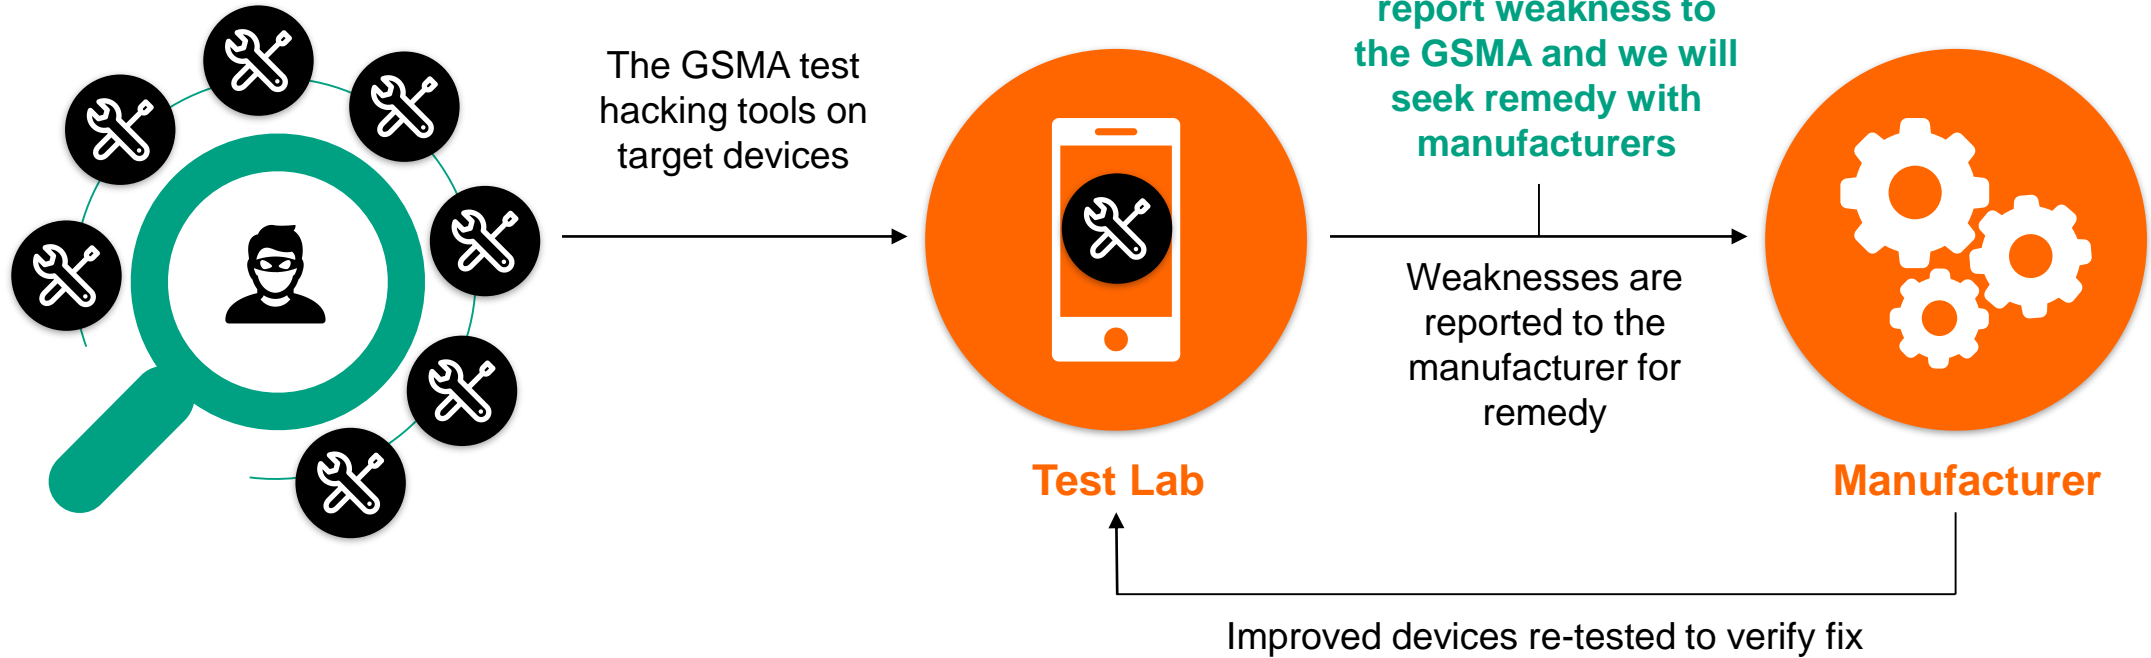 The GSMA test
hacking tools on
target devices
report weakness to
the GSMA and we will
seek remedy with
manufacturers
Weaknesses are
reported to the
manufacturer for
remedy
Test Lab
Manufacturer
Improved devices re-tested to verify fix